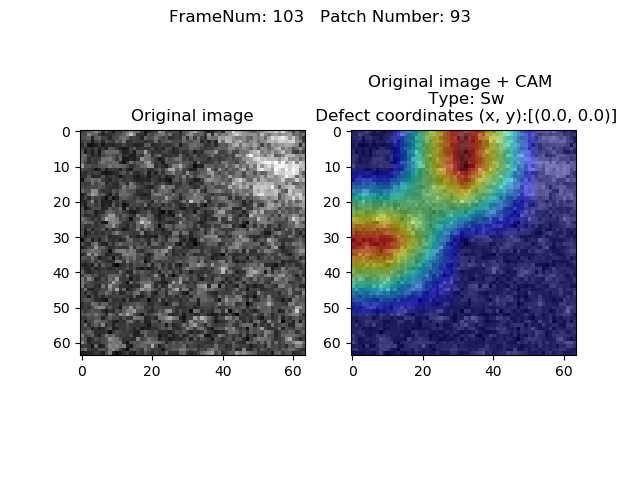 FrameNum: 103   Patch Number: 93
Original image
Original image + CAM
Type: Sw
Defect coordinates (x, y):[(0.0, 0.0)]
0
10
20
30
40
50
60
0 20 40 60
0
10
20
30
40
50
60
0 20 40 60